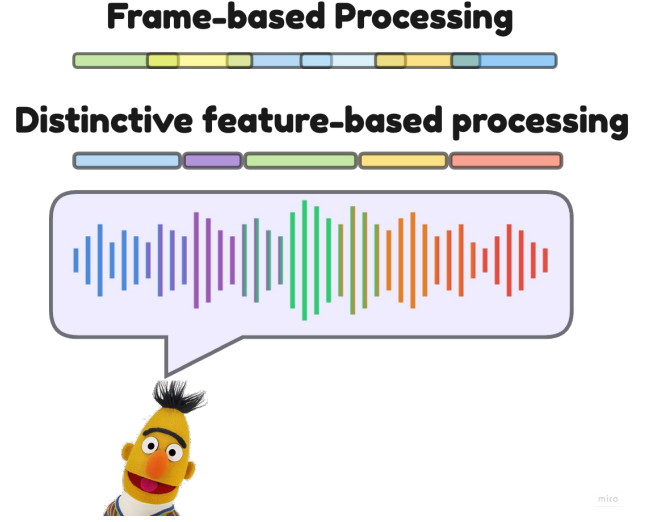 Frame-based Processing
Distinctive feature-based processing
miro